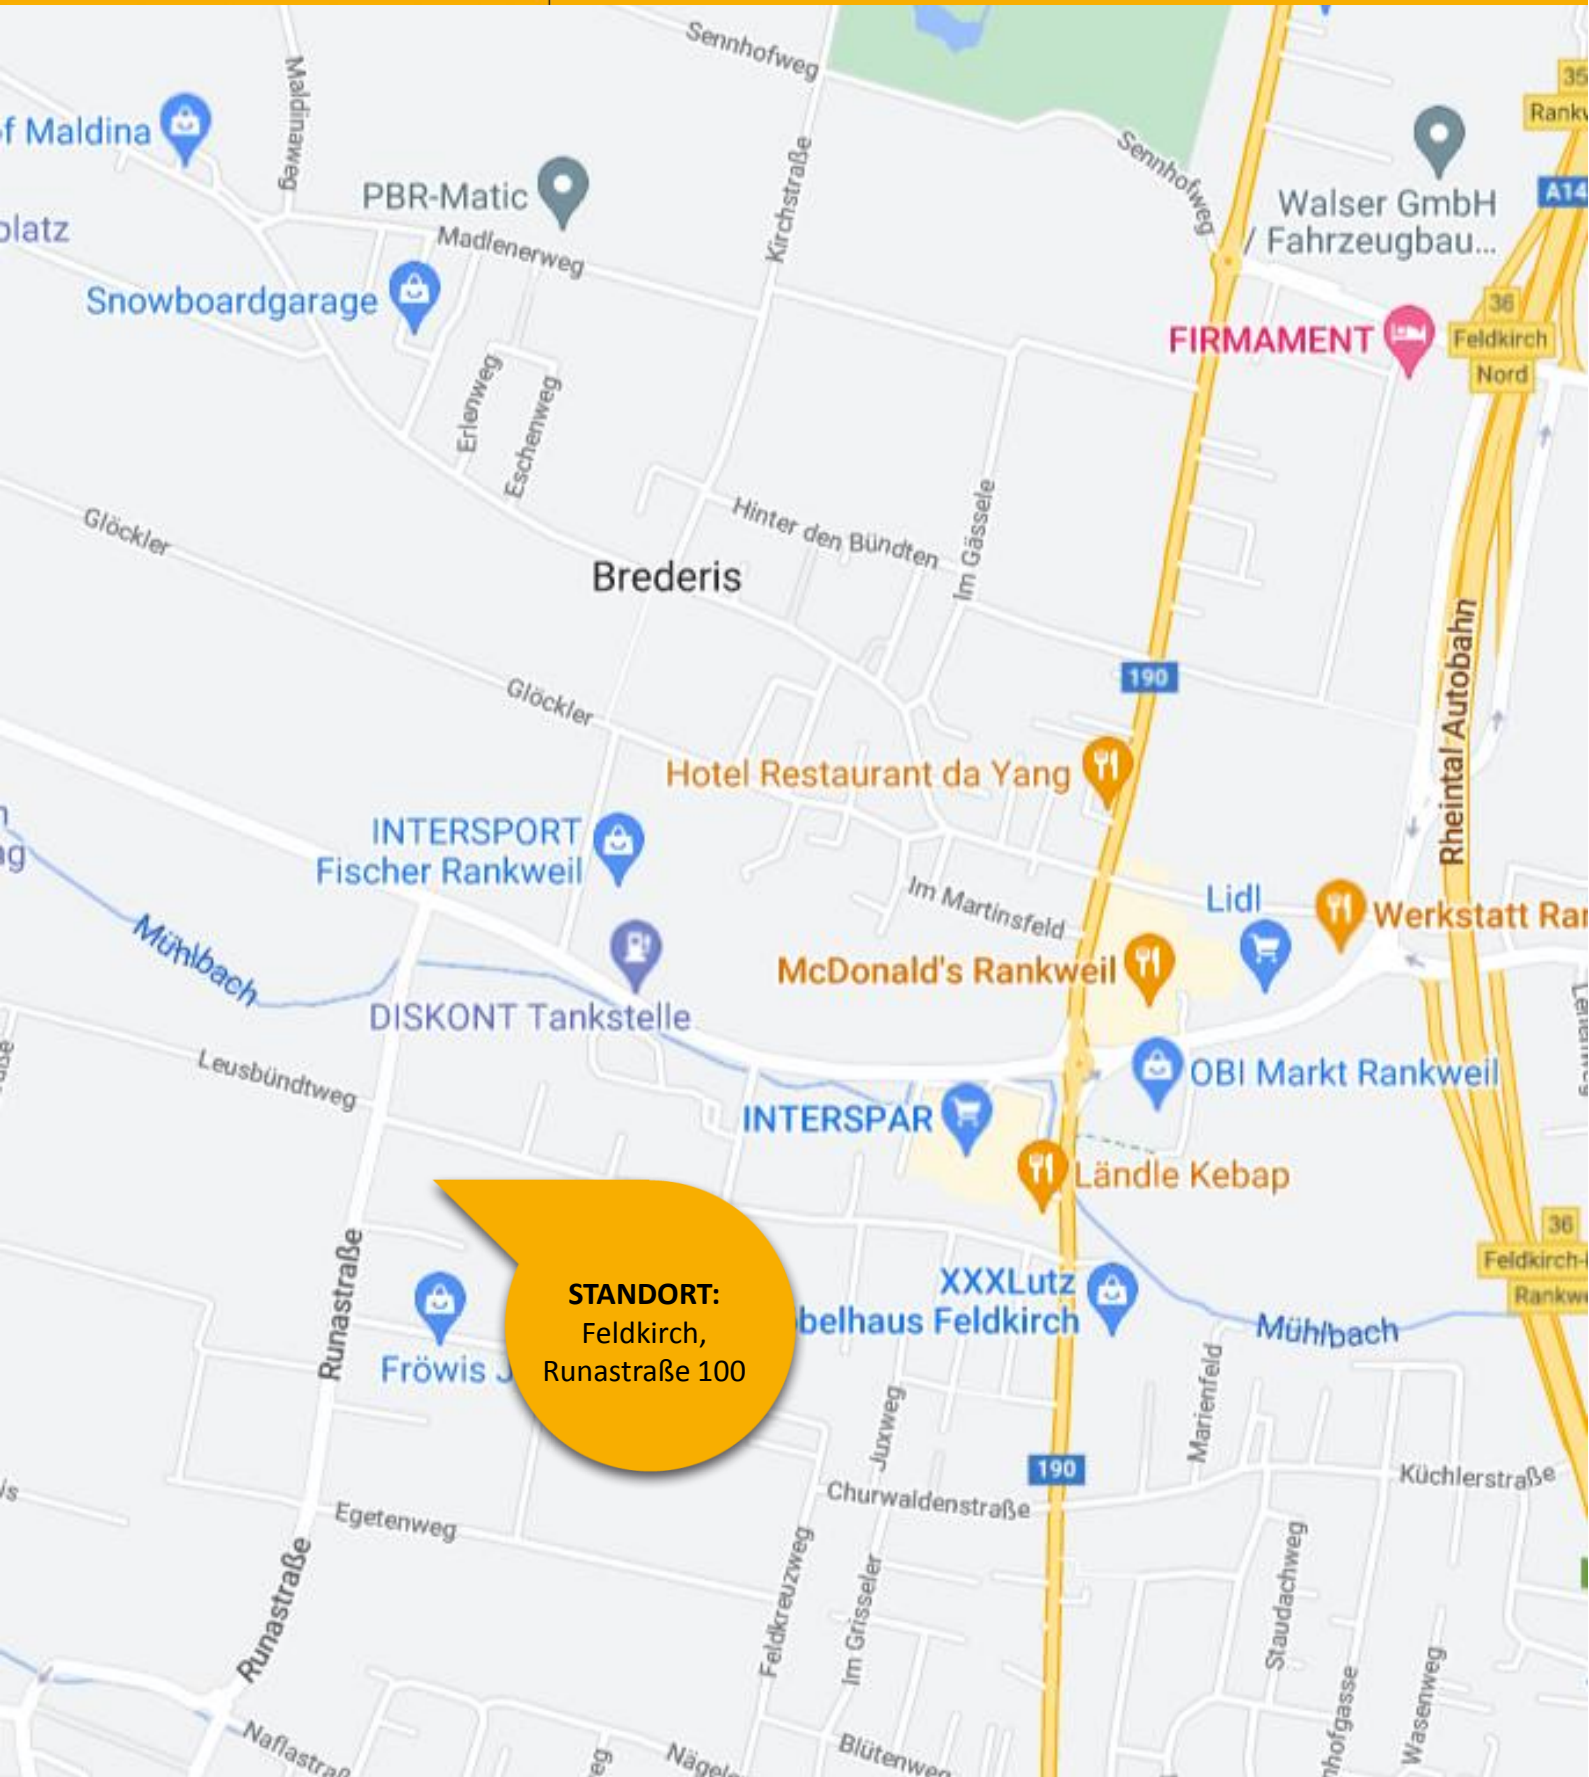 Sennhofweg
35
Maldinaweg
of Maldina
Kirchstraße
Sennhofweg
A14
PBR-Matic
Walser GmbH
/ Fahrzeugbau...
Madlenerweg
Snowboardgarage
36
FIRMAMENT
Feldkirch
Nord
Erlenweg
Eschenweg
Glöckler
Hinter den Bündten
Im Gässele
Brederis
190
Glöckler
Rheintal Autobahn
Hotel Restaurant da Yang
INTERSPORT
Fischer Rankweil
Im Martinsfeld
Lidl
Werkstatt
Mühlbach
McDonald's Rankweil
DISKONT Tankstelle
Leusbündtweg
OBI Markt Rankweil
INTERSPAR
Ländle Kebap
36
Feldkirch-
Runastraße
STANDORT:
Feldkirch,
Runastraße 100
XXXLutz
belhaus Feldkirch
Mühlbach
Fröwis J
Marienfeld
Juxweg
190
Küchlerstraße
Churwaldenstraße
Egetenweg
Feldkreuzweg
Im Grisseler
Staudachweg
Runastraße
Wasenweg
Blütenweg